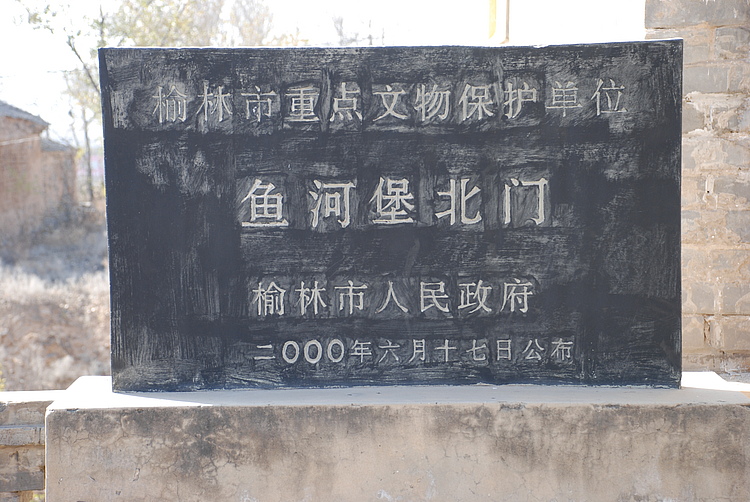 榆林市重点文物保护单位
鱼河堡北门
榆林市人民政府
二000年六月十七日公布